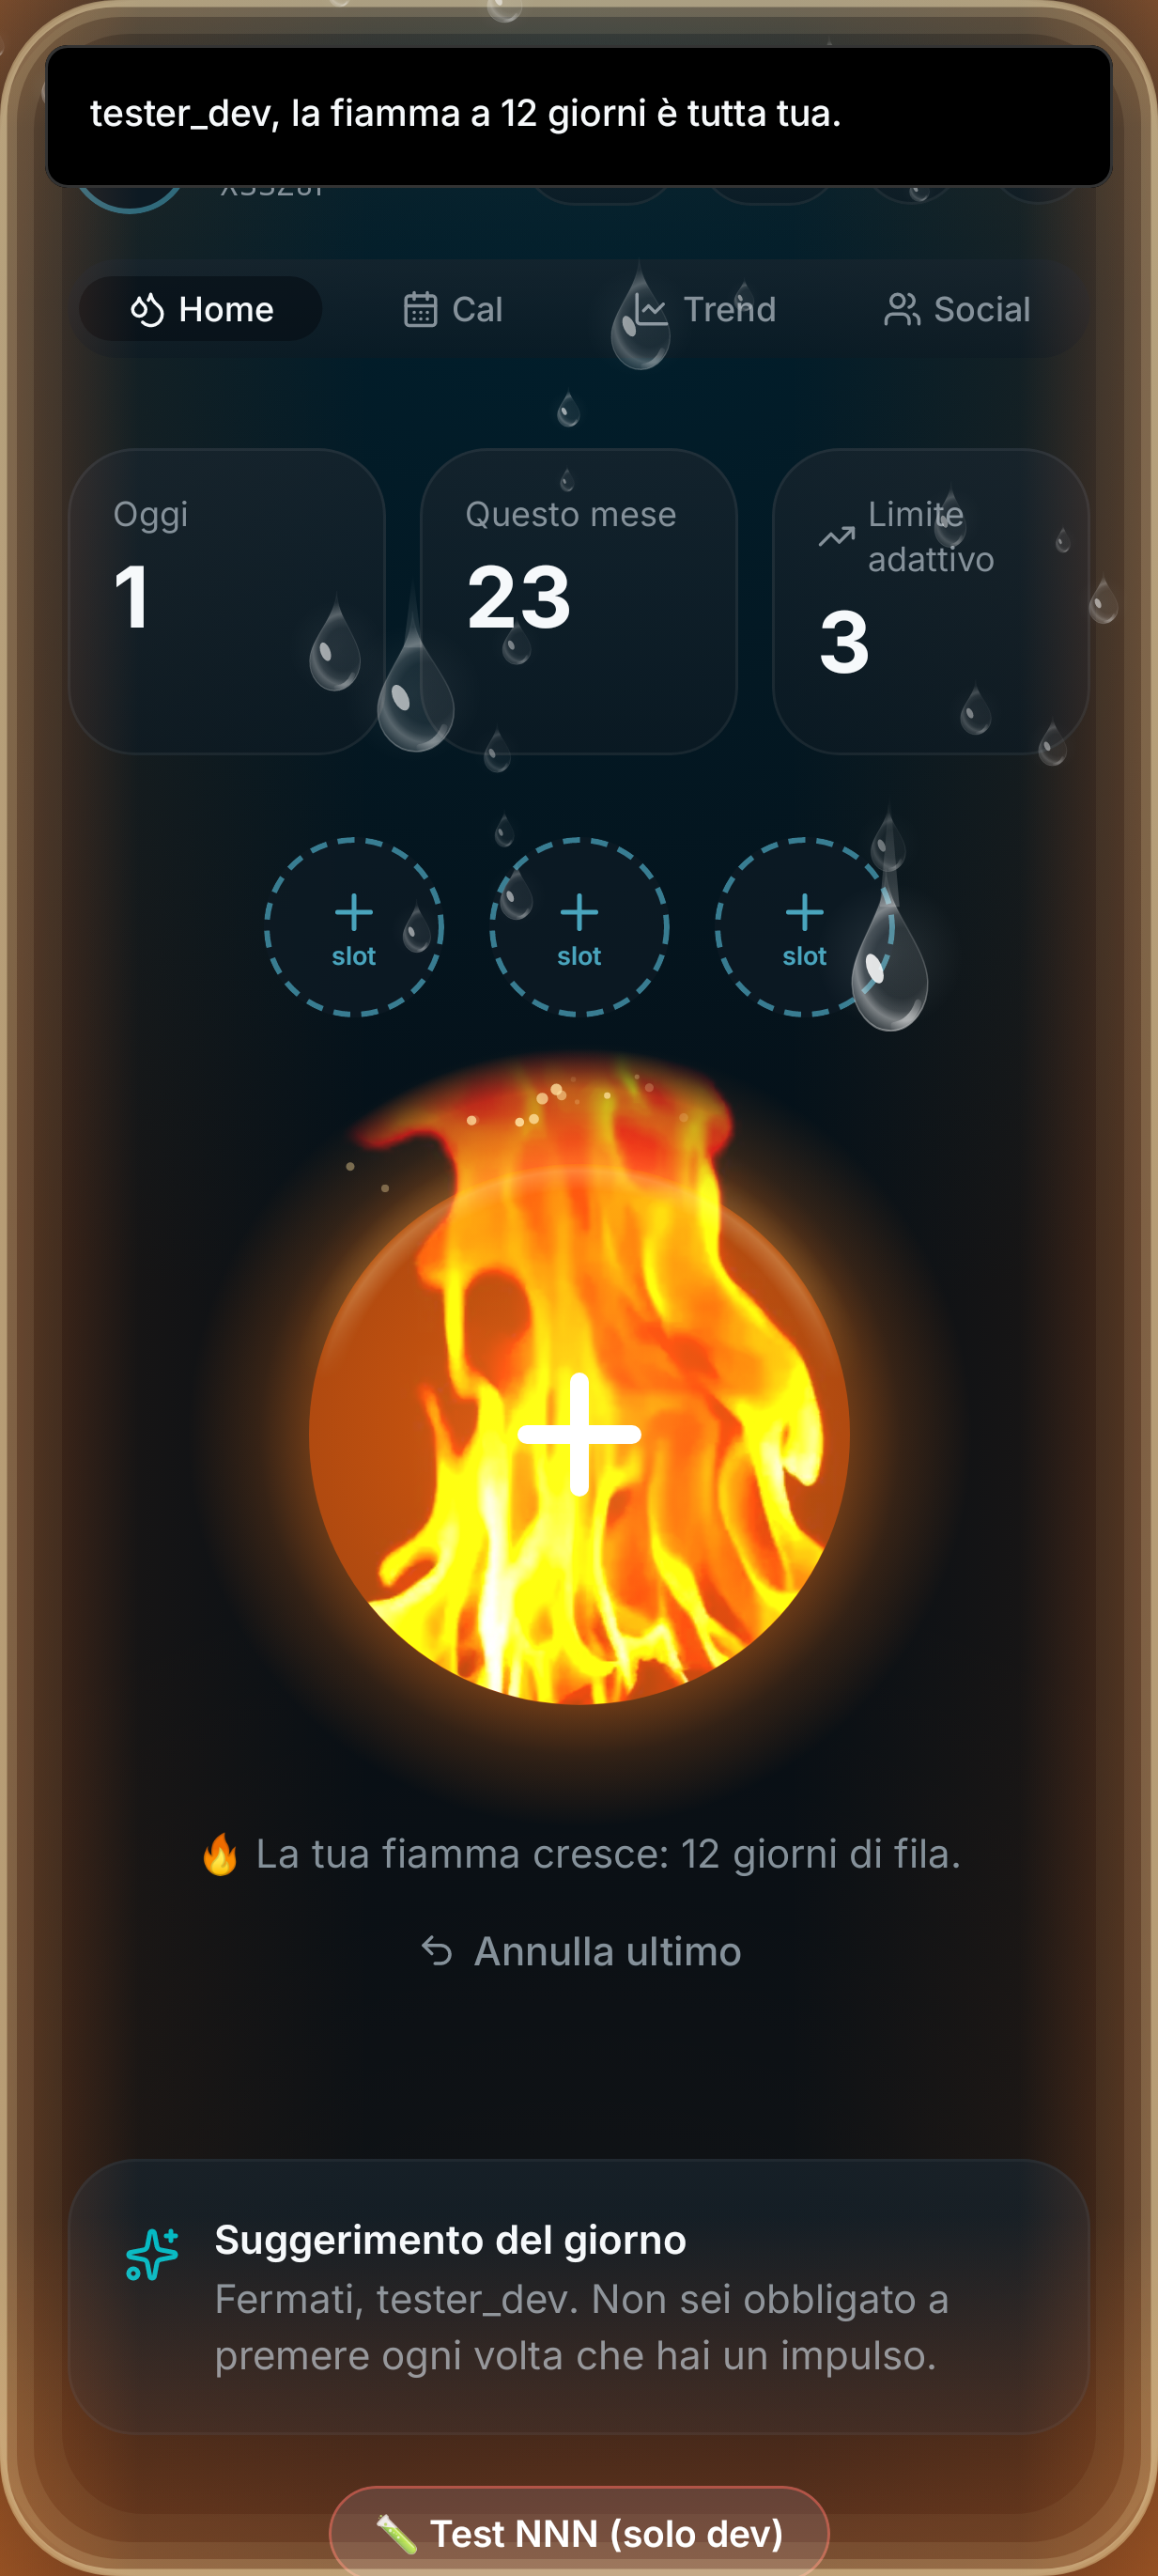 tester_dev, la fiamma a 12 giorni è tutta tua.
Home
Cal
Trend
Social
Oggi
1
Questo mese
23
Limite
adattivo
3
slot
slot
slot
🔥 La tua fiamma cresce: 12 giorni di fila.
Annulla ultimo
Suggerimento del giorno
Fermati, tester_dev. Non sei obbligato a
premere ogni volta che hai un impulso.
Test NNN (solo dev)